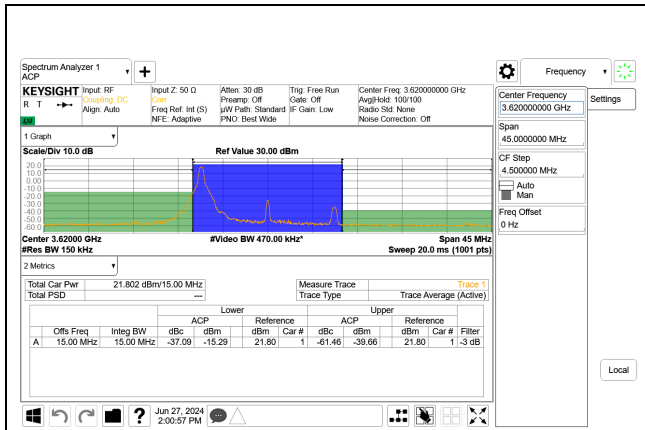 Spectrum Analyzer 1
ACP
Frequency
KEYSIGHT
R T
LNI
Input: RF
Coupling: DC
Align: Auto
Input Z: 50 Ω
Corr
Freq Ref: Int (S)
NFE: Adaptive
Atten: 30 dB
Preamp: Off
µW Path: Standard
PNO: Best Wide
Trig: Free Run
Gate: Off
IF Gain: Low
Center Freq: 3.620000000 GHz
Avg|Hold: 100/100
Radio Std: None
Noise Correction: Off
Center Frequency
3.620000000 GHz
Settings
Span
45.0000000 MHz
CF Step
4.500000 MHz
Auto
Man
Freq Offset
0 Hz
1 Graph
Scale/Div 10.0 dB
Ref Value 30.00 dBm
20.0
10.0
0.00
-10.0
-20.0
-30.0
-40.0
-50.0
-60.0
Center 3.62000 GHz
#Video BW 470.00 kHz*
Span 45 MHz
#Res BW 150 kHz
Sweep 20.0 ms (1001 pts)
2 Metrics
Total Car Pwr 21.802 dBm/15.00 MHz
Total PSD ---
Measure Trace Trace 1
Trace Type Trace Average (Active)
Lower Upper
ACP Reference ACP Reference
Offs Freq Integ BW dBc dBm dBm Car # dBc dBm dBm Car # Filter
A 15.00 MHz 15.00 MHz -37.09 -15.29 21.80 1 -61.46 -39.66 21.80 1 -3 dB
Local
Jun 27, 2024
2:00:57 PM